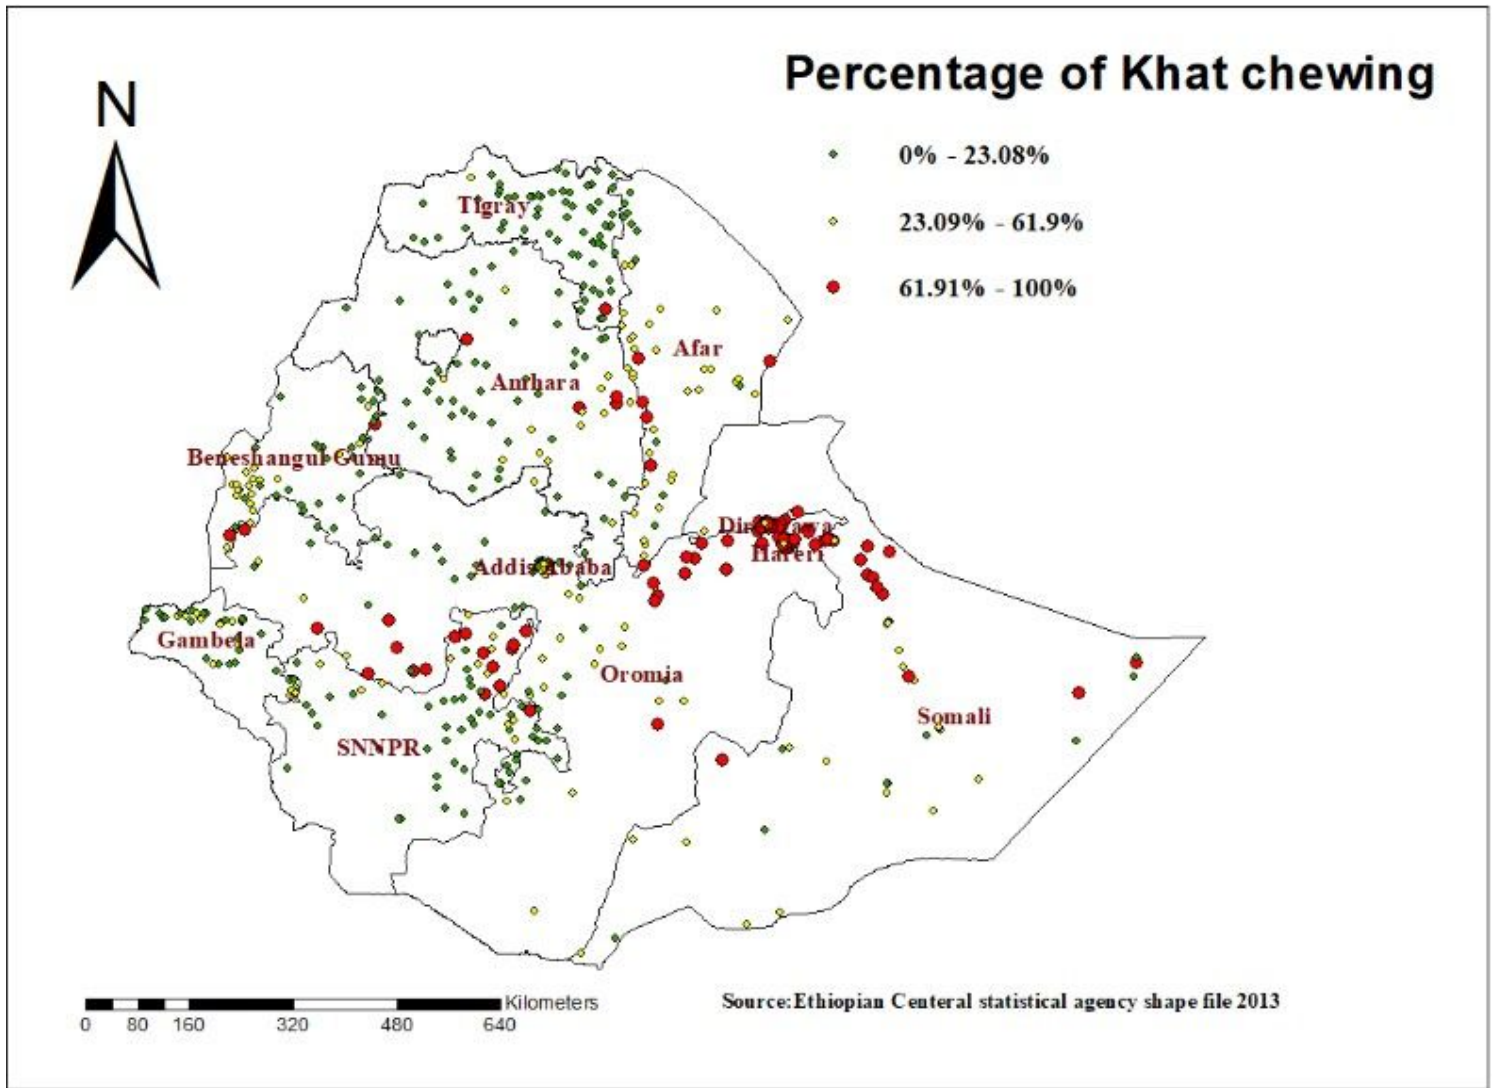 Percentage of Khat chewing
N
0% - 23.08%
23.09% - 61.9%
61.91% - 100%
Tigray
Afar
Amhara
Beneshangul Gumu
Dire Dawa
Hareri
Addis Ababa
Gambela
Oromia
Somali
SNNPR
Kilometers
0 80 160 320 480 640
Source:Ethiopian Centeral statistical agency shape file 2013